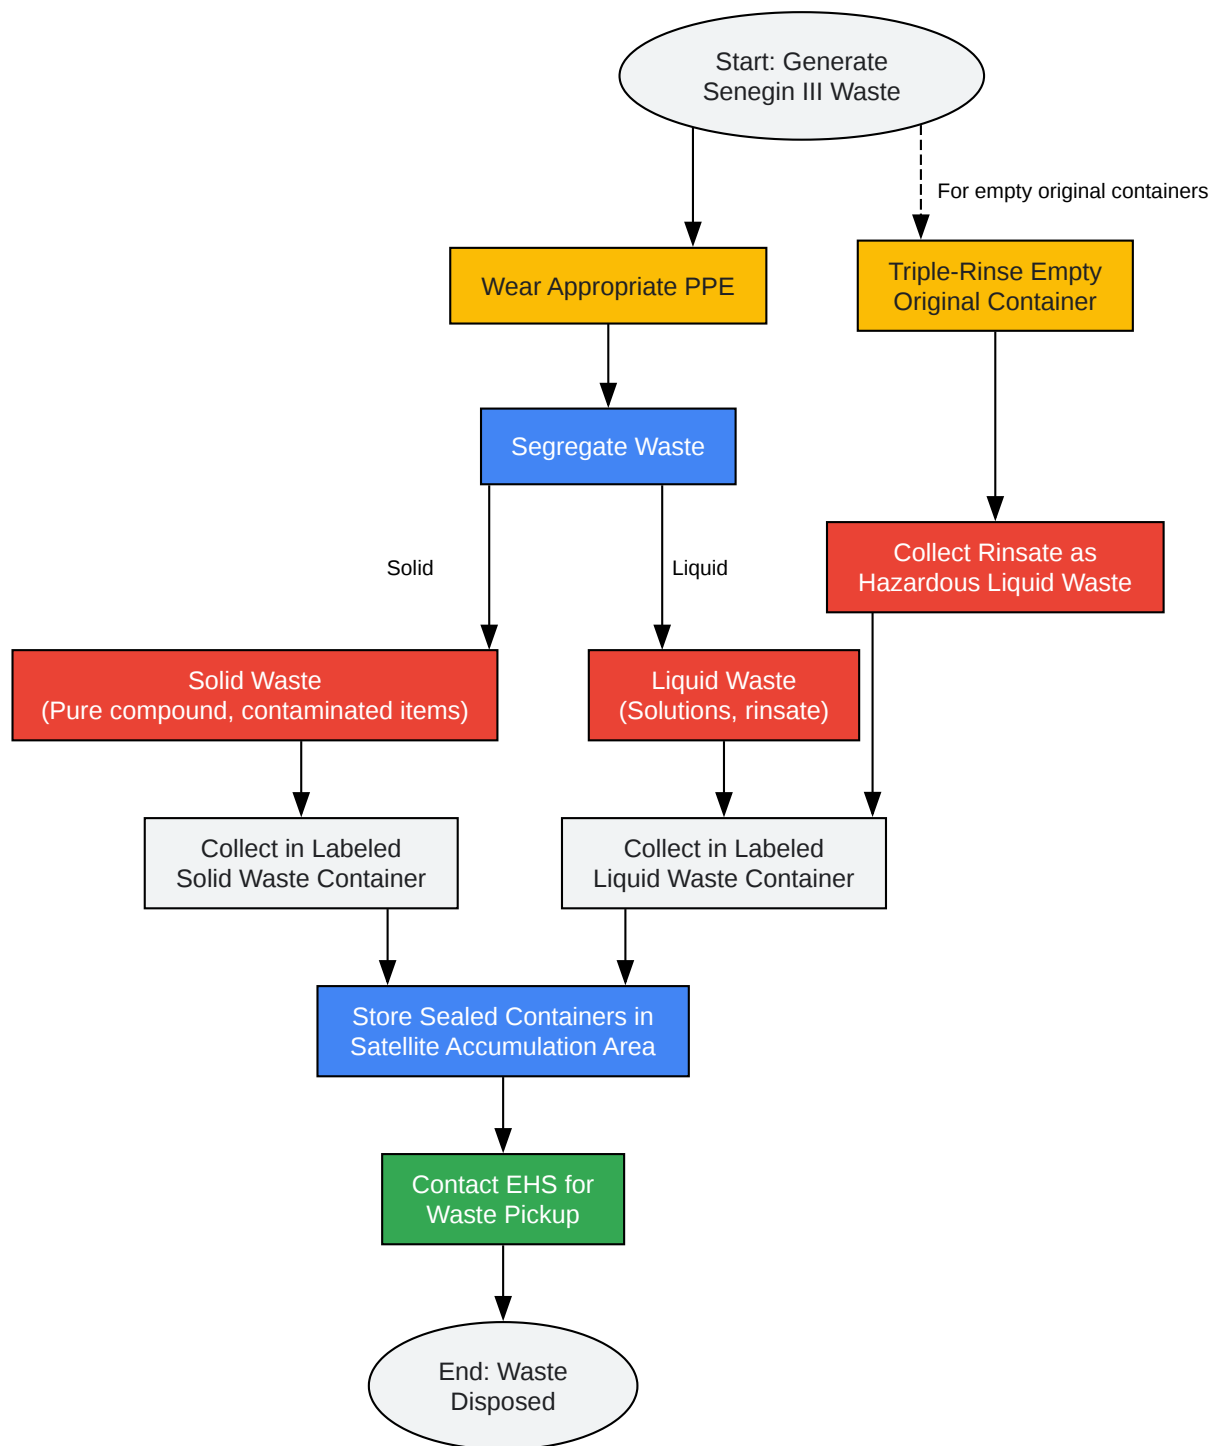 Start: Generate
Senegin III Waste
For empty original containers
Wear Appropriate PPE
Triple-Rinse Empty
Original Container
Segregate Waste
Collect Rinsate as
Hazardous Liquid Waste
Solid
Liquid
Solid Waste
(Pure compound, contaminated items)
Liquid Waste
(Solutions, rinsate)
Collect in Labeled
Solid Waste Container
Collect in Labeled
Liquid Waste Container
Store Sealed Containers in
Satellite Accumulation Area
Contact EHS for
Waste Pickup
End: Waste
Disposed